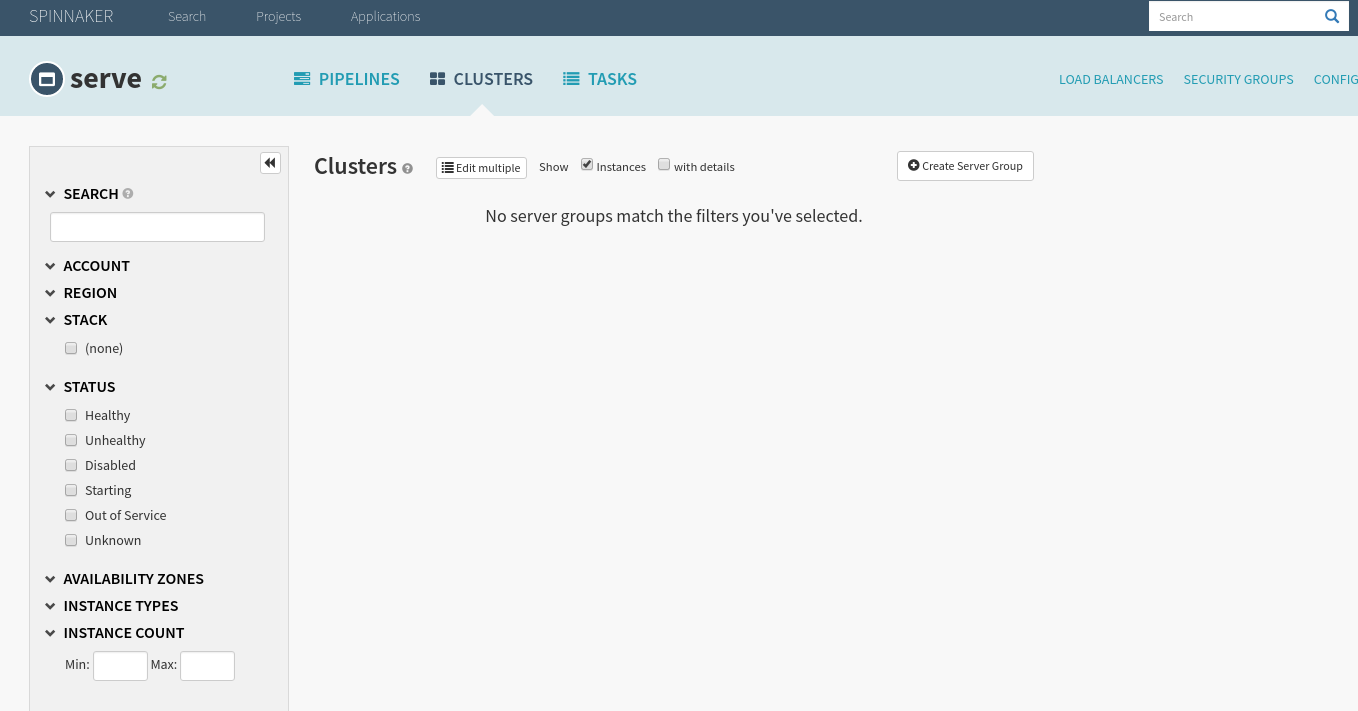 SPINNAKER Search Projects Applications Search
serve PIPELINES CLUSTERS TASKS LOAD BALANCERS SECURITY GROUPS CONFIG
Clusters ? Edit multiple Show Instances with details Create Server Group
No server groups match the filters you've selected.
SEARCH ?
ACCOUNT
REGION
STACK
(none)
STATUS
Healthy
Unhealthy
Disabled
Starting
Out of Service
Unknown
AVAILABILITY ZONES
INSTANCE TYPES
INSTANCE COUNT
Min: Max: